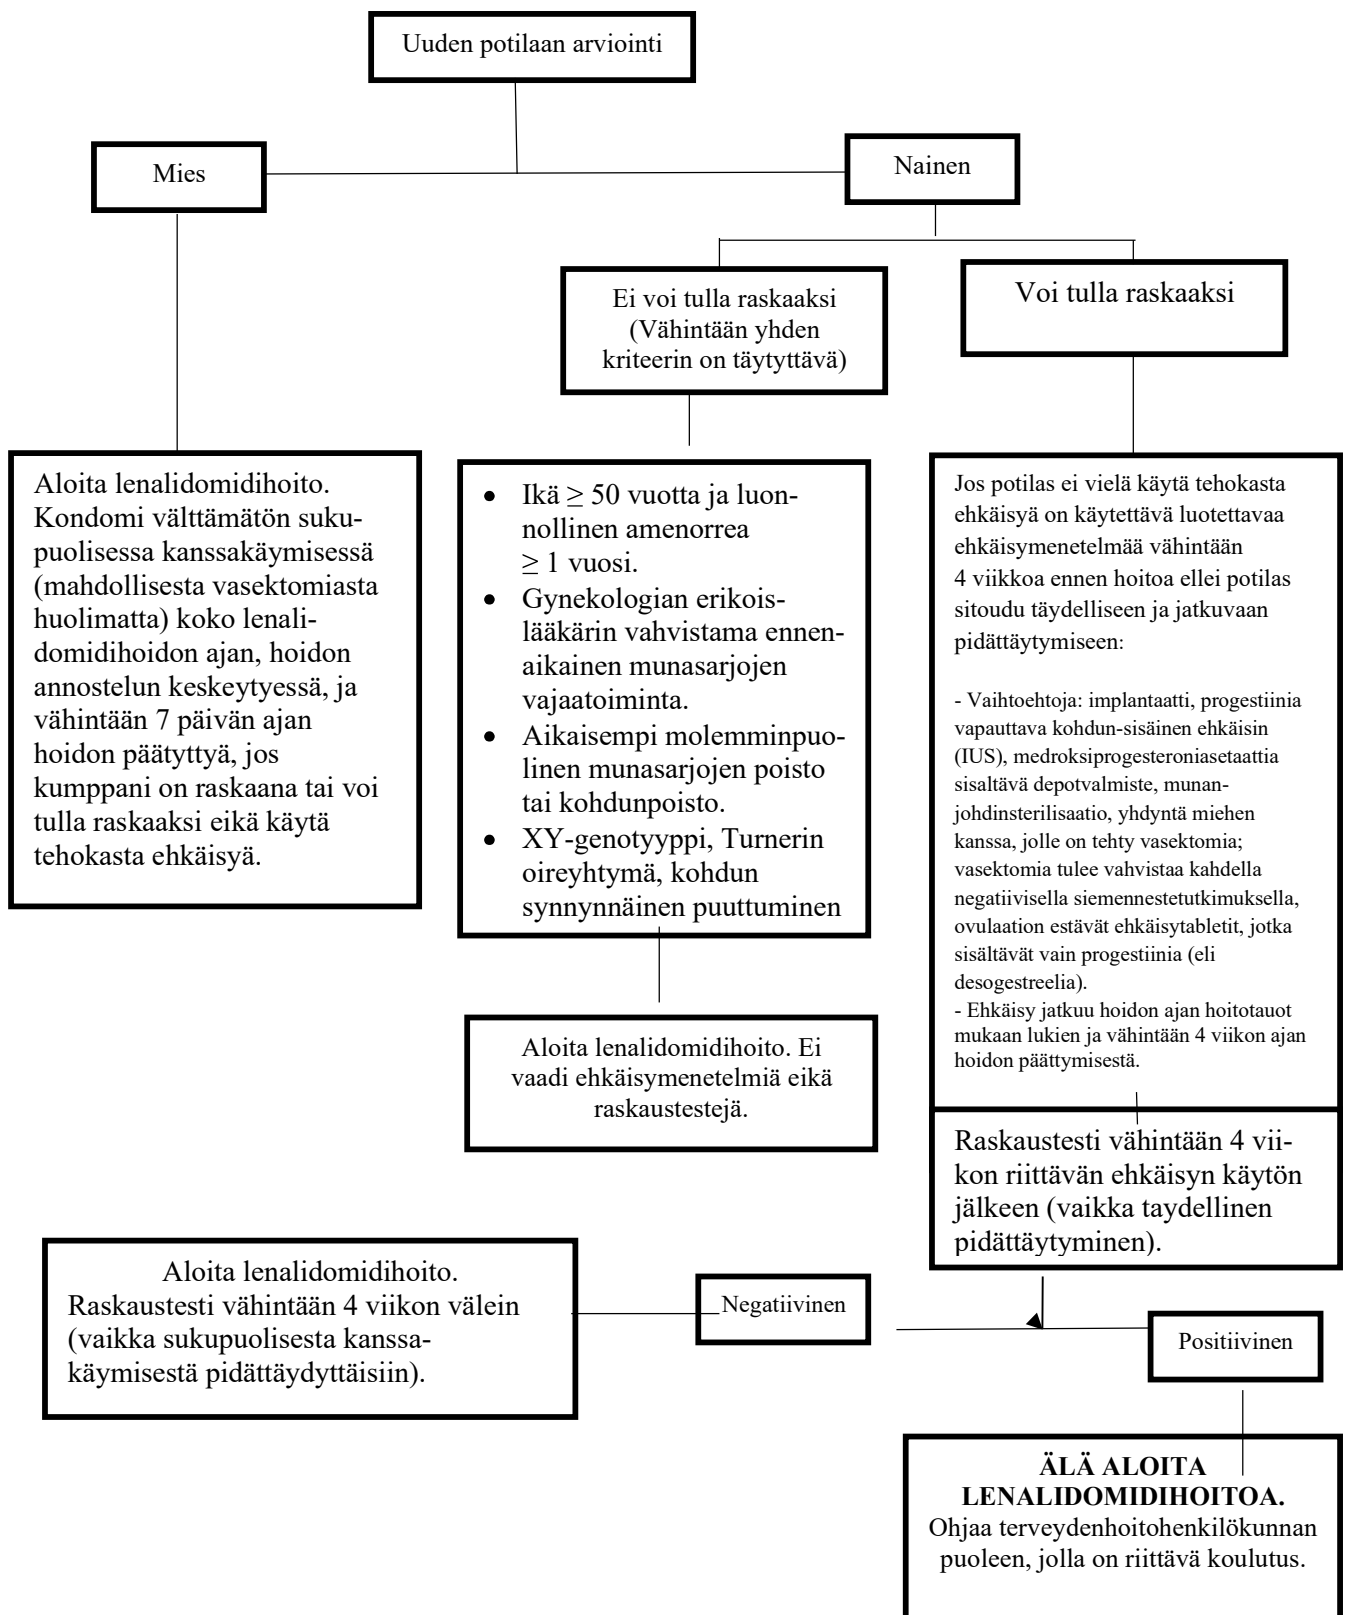 Uuden potilaan arviointi
Mies
Nainen
Ei voi tulla raskaaksi
(Vähintään yhden
kriteerin on täytyttävä)
Voi tulla raskaaksi
Aloita lenalidomidihoito.
Kondomi välttämätön suku-
puolisessa kanssakäymisessä
(mahdollisesta vasektomiasta
huolimatta) koko lenali-
domidihoidon ajan, hoidon
annostelun keskeytyessä, ja
vähintään 7 päivän ajan
hoidon päätyttyä, jos
kumppani on raskaana tai voi
tulla raskaaksi eikä käytä
tehokasta ehkäisyä.
• Ikä ≥ 50 vuotta ja luon-
nollinen amenorrea
≥ 1 vuosi.
• Gynekologian erikois-
lääkärin vahvistama ennen-
aikainen munasarjojen
vajaatoiminta.
• Aikaisempi molemminpuo-
linen munasarjojen poisto
tai kohdunpoisto.
• XY-genotyyppi, Turnerin
oireyhtymä, kohdun
synnynnäinen puuttuminen
Jos potilas ei vielä käytä tehokasta
ehkäisyä on käytettävä luotettavaa
ehkäisymenetelmää vähintään
4 viikkoa ennen hoitoa ellei potilas
sitoudu täydelliseen ja jatkuvaan
pidättäytymiseen:
- Vaihtoehtoja: implantaatti, progestiinia
vapauttava kohdun-sisäinen ehkäisin
(IUS), medroksiprogesteroniasetaattia
sisaltävä depotvalmiste, munan-
johdinsterilisaatio, yhdyntä miehen
kanssa, jolle on tehty vasektomia;
vasektomia tulee vahvistaa kahdella
negatiivisella siemennestetutkimuksella,
ovulaation estävät ehkäisytabletit, jotka
sisältävät vain progestiinia (eli
desogestreelia).
- Ehkäisy jatkuu hoidon ajan hoitotauot
mukaan lukien ja vähintään 4 viikon ajan
hoidon päättymisestä.
Aloita lenalidomidihoito. Ei
vaadi ehkäisymenetelmiä eikä
raskaustestejä.
Raskaustesti vähintään 4 vii-
kon riittävän ehkäisyn käytön
jälkeen (vaikka taydellinen
pidättäytyminen).
Aloita lenalidomidihoito.
Raskaustesti vähintään 4 viikon välein
(vaikka sukupuolisesta kanssa-
käymisestä pidättäydyttäisiin).
Negatiivinen
Positiivinen
ÄLÄ ALOITA
LENALIDOMIDIHOITOA.
Ohjaa terveydenhoitohenkilökunnan
puoleen, jolla on riittävä koulutus.